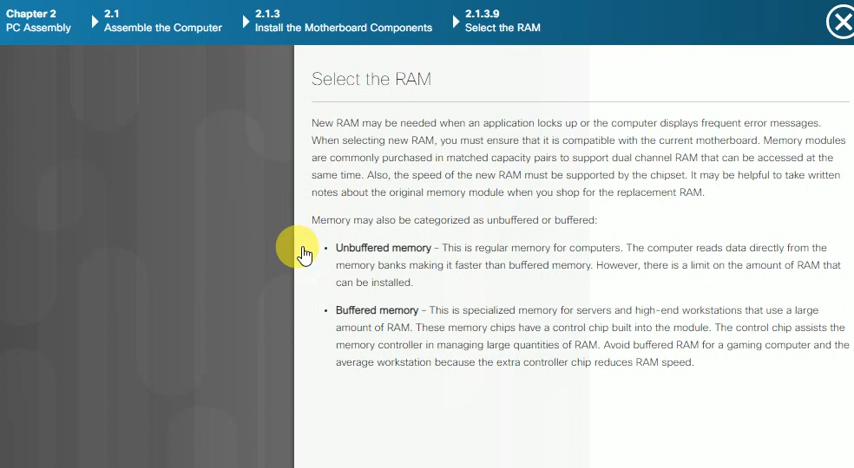 Chapter 2
PC Assembly
2.1
Assemble the Computer
2.1.3
Install the Motherboard Components
2.1.3.9
Select the RAM
Select the RAM
New RAM may be needed when an application locks up or the computer displays frequent error messages.
When selecting new RAM, you must ensure that it is compatible with the current motherboard. Memory modules
are commonly purchased in matched capacity pairs to support dual channel RAM that can be accessed at the
same time. Also, the speed of the new RAM must be supported by the chipset. It may be helpful to take written
notes about the original memory module when you shop for the replacement RAM.
Memory may also be categorized as unbuffered or buffered:
• Unbuffered memory – This is regular memory for computers. The computer reads data directly from the
memory banks making it faster than buffered memory. However, there is a limit on the amount of RAM that
can be installed.
• Buffered memory – This is specialized memory for servers and high-end workstations that use a large
amount of RAM. These memory chips have a control chip built into the module. The control chip assists the
memory controller in managing large quantities of RAM. Avoid buffered RAM for a gaming computer and the
average workstation because the extra controller chip reduces RAM speed.